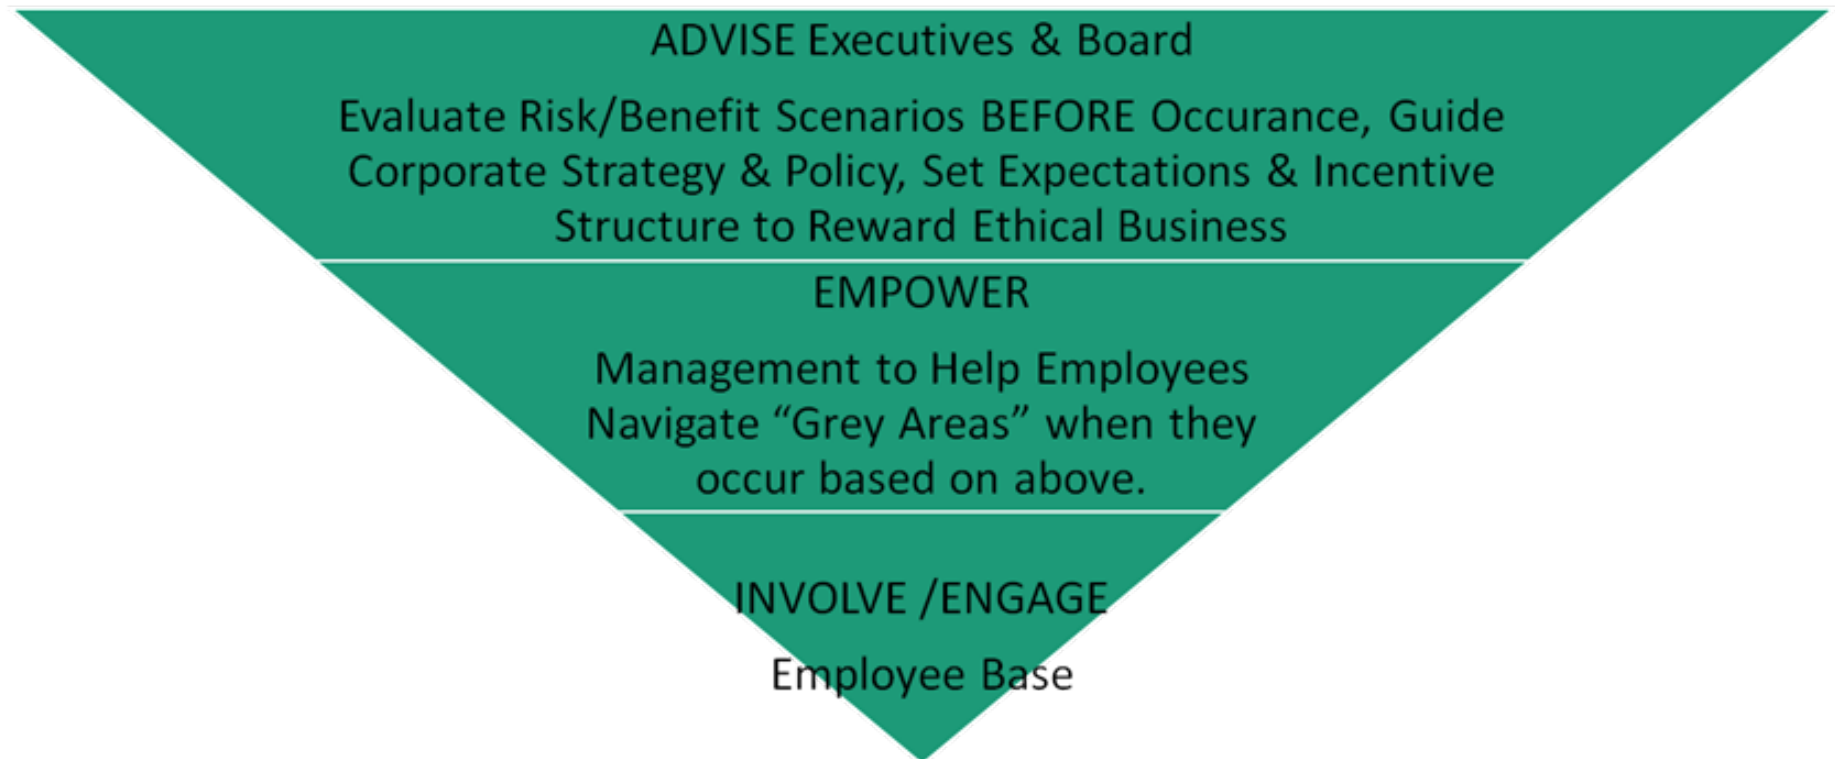 ADVISE Executives & Board
Evaluate Risk/Benefit Scenarios BEFORE Occurance, Guide
Corporate Strategy & Policy, Set Expectations & Incentive
Structure to Reward Ethical Business
EMPOWER
Management to Help Employees
Navigate “Grey Areas” when they
occur based on above.
INVOLVE /ENGAGE
Employee Base